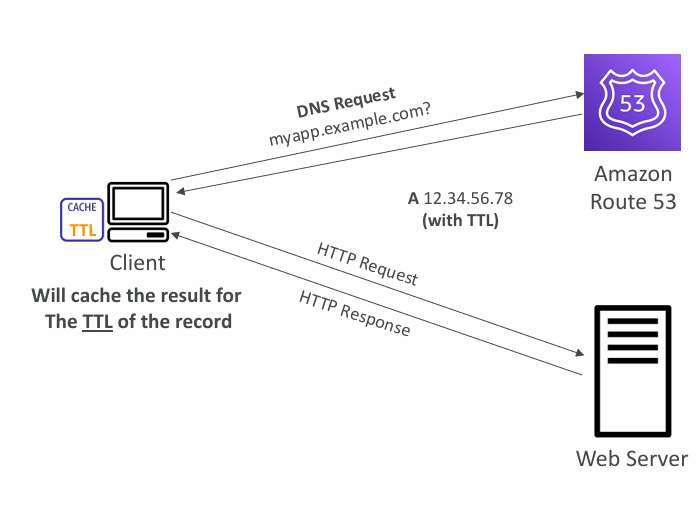 DNS Request
myapp.example.com?
53
Amazon
Route 53
A 12.34.56.78
(with TTL)
CACHE
TTL
Client
Will cache the result for
The TTL of the record
HTTP Request
HTTP Response
Web Server